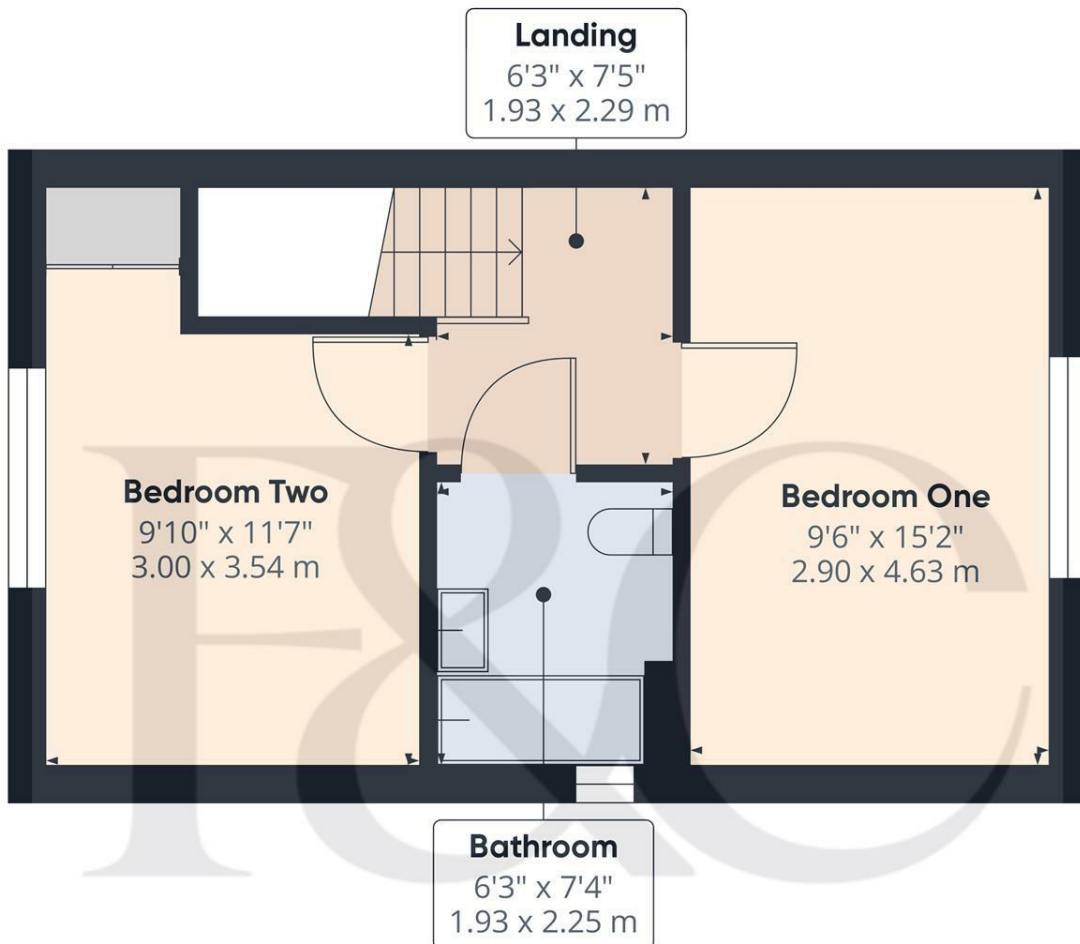 Landing
6'3" x 7'5"
1.93 x 2.29 m
Bedroom Two
9'10" x 11'7"
3.00 x 3.54 m
Bedroom One
9'6" x 15'2"
2.90 x 4.63 m
F&C
Bathroom
6'3" x 7'4"
1.93 x 2.25 m